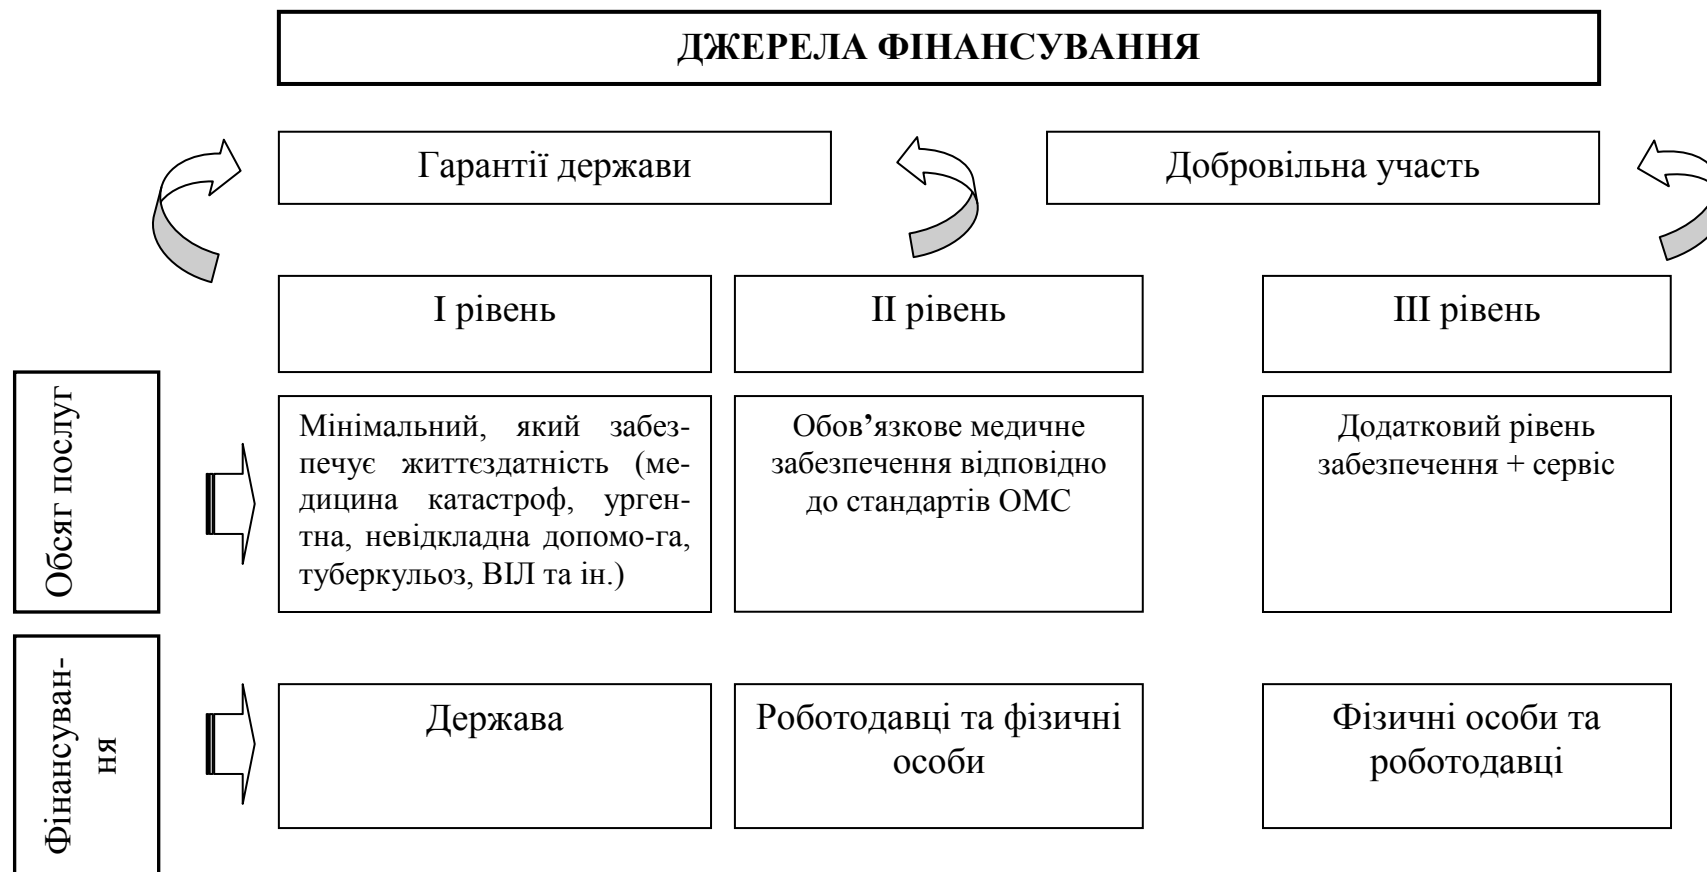 ДЖЕРЕЛА ФІНАНСУВАННЯ
Гарантії держави
Добровільна участь
І рівень
ІІ рівень
ІІІ рівень
Обсяг послуг
Мінімальний, який забез-
печує життєздатність (ме-
дицина катастроф, урген-
тна, невідкладна допомо-га,
туберкульоз, ВІЛ та ін.)
Обов’язкове медичне
забезпечення відповідно
до стандартів ОМС
Додатковий рівень
забезпечення + сервіс
Фінансуван-
ня
Держава
Роботодавці та фізичні
особи
Фізичні особи та
роботодавці